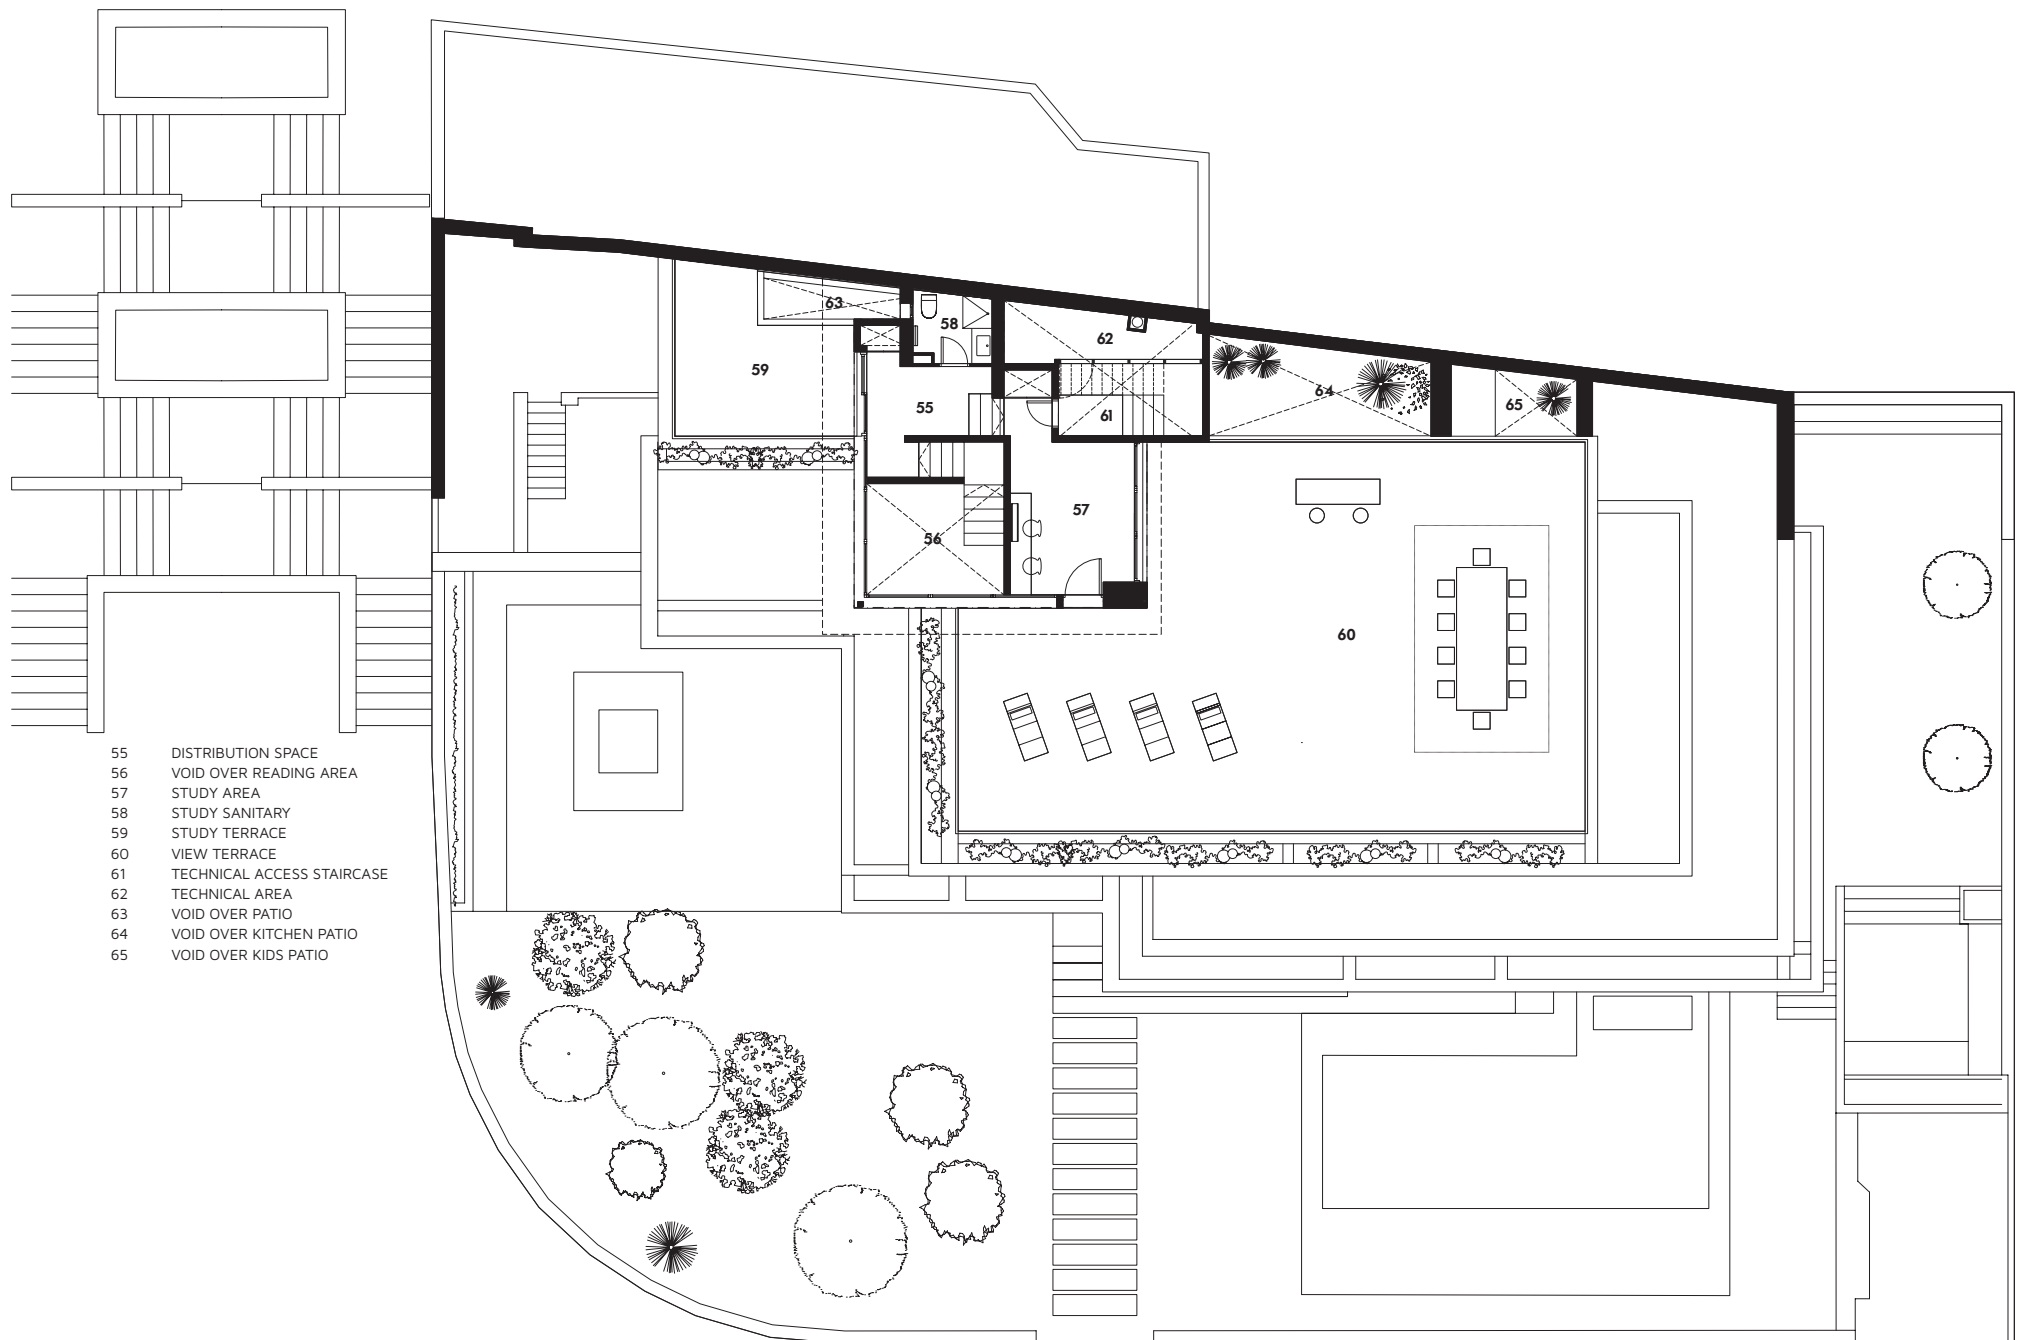 63
58
62
59
64
65
55
61
57
56
60
55 DISTRIBUTION SPACE
56 VOID OVER READING AREA
57 STUDY AREA
58 STUDY SANITARY
59 STUDY TERRACE
60 VIEW TERRACE
61 TECHNICAL ACCESS STAIRCASE
62 TECHNICAL AREA
63 VOID OVER PATIO
64 VOID OVER KITCHEN PATIO
65 VOID OVER KIDS PATIO